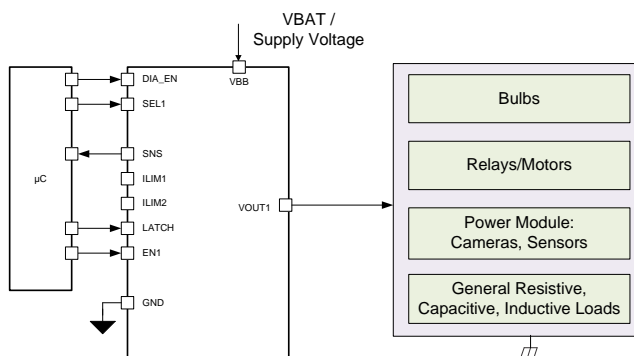 VBAT /
Supply Voltage
µC
DIA_EN
SEL1
SNS
ILIM1
ILIM2
LATCH
EN1
GND
VBB
VOUT1
Bulbs
Relays/Motors
Power Module:
Cameras, Sensors
General Resistive,
Capacitive, Inductive Loads